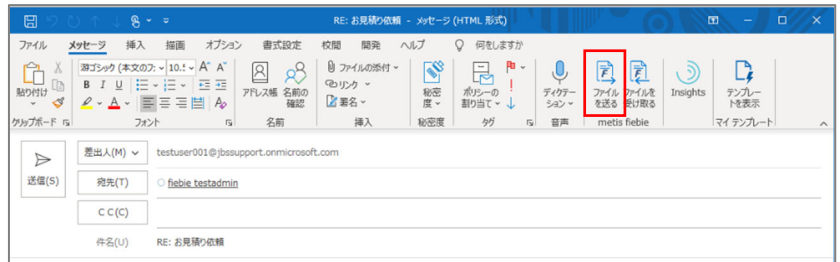 RE: お見積り依頼 - メッセージ (HTML 形式)
ファイル メッセージ 挿入 描画 オプション 書式設定 校閲 開発 ヘルプ 何をしますか
游ゴシック (本文のフ: 10.! A^ A˅
ファイルの添付
貼り付け
B I U
アドレス帳 名前の確認
リンク
秘密度
ポリシーの割り当て
ディクテーション
ファイルを送る
ファイルを受け取る
Insights
テンプレートを表示
A A
署名
クリップボード フォント 名前 挿入 秘密度 タグ 音声 metis fiebie マイ テンプレート
送信(S)
差出人(M) testuser001@jbssupport.onmicrosoft.com
宛先(T) fiebie testadmin
C C(C)
件名(U) RE: お見積り依頼